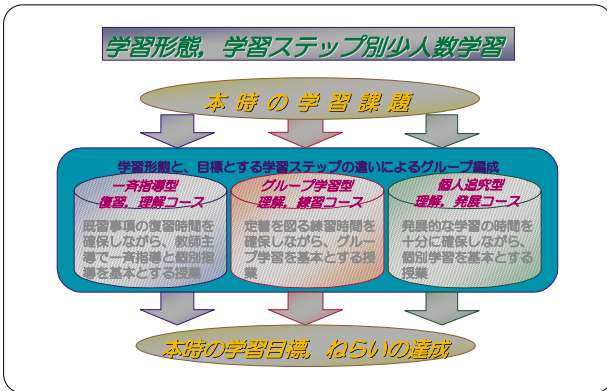 学習形態，学習ステップ別少人数学習
本時の学習課題
学習形態と、目標とする学習ステップの違いによるグループ編成
一斉指導型
復習，理解コース
既習事項の復習時間を
確保しながら、教師主
導で一斉指導と個別指
導を基本とする授業
グループ学習型
理解，練習コース
定着を図る練習時間を
確保しながら、グルー
プ学習を基本とする授
業
個人追究型
理解，発展コース
発展的な学習の時間を
十分に確保しながら、
個別学習を基本とする
授業
本時の学習目標，ねらいの達成